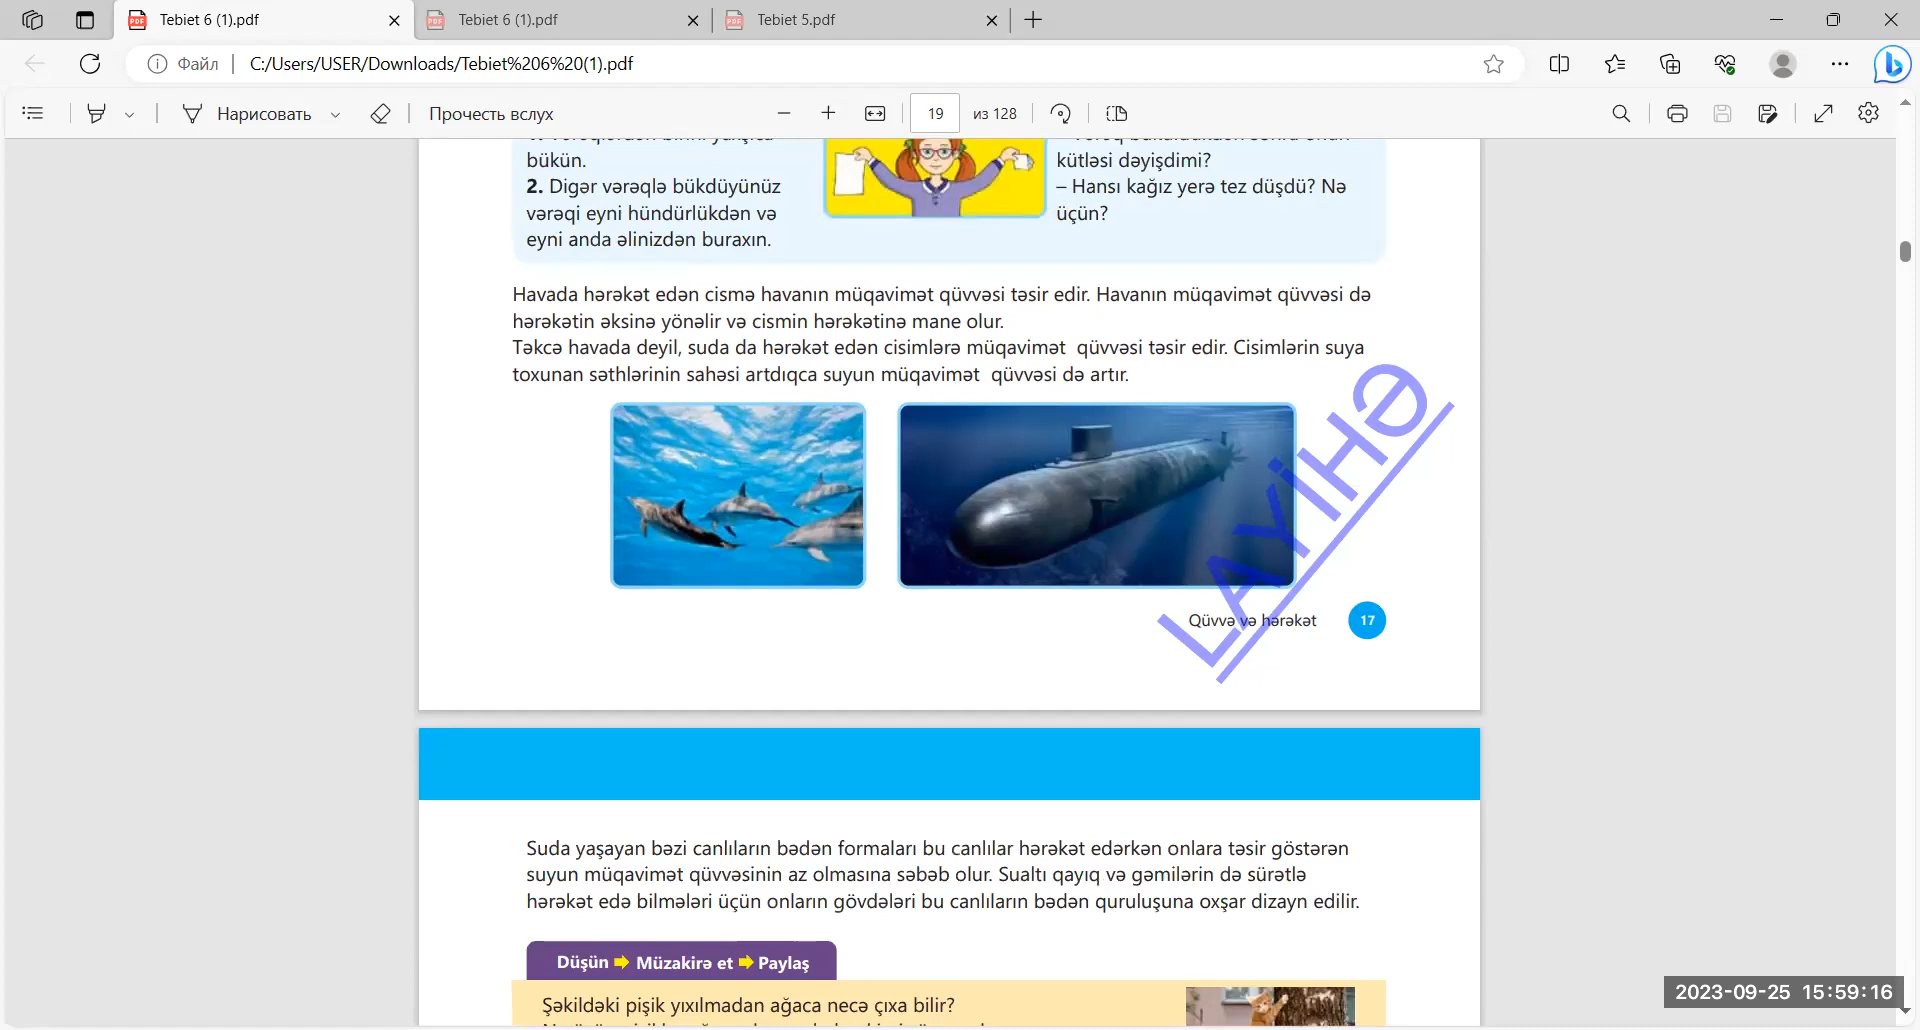 Tebiet 6 (1).pdf
Tebiet 6 (1).pdf
Tebiet 5.pdf
Файл
C:/Users/USER/Downloads/Tebiet%206%20(1).pdf
Нарисовать
Прочесть вслух
19 из 128
bükün.
2. Digər vərəqlə bükdüyünüz
vərəqi eyni hündürlükdən və
eyni anda əlinizdən buraxın.
kütləsi dəyişdimi?
– Hansı kağız yerə tez düşdü? Nə
üçün?
Havada hərəkət edən cismə havanın müqavimət qüvvəsi təsir edir. Havanın müqavimət qüvvəsi də
hərəkətin əksinə yönəlir və cismin hərəkətinə mane olur.
Təkcə havada deyil, suda da hərəkət edən cisimlərə müqavimət qüvvəsi təsir edir. Cisimlərin suya
toxunan səthlərinin sahəsi artdıqca suyun müqavimət qüvvəsi də artır.
LAYİHƏ
Qüvvə və hərəkət 17
Suda yaşayan bəzi canlıların bədən formaları bu canlılar hərəkət edərkən onlara təsir göstərən
suyun müqavimət qüvvəsinin az olmasına səbəb olur. Sualtı qayıq və gəmilərin də sürətlə
hərəkət edə bilmələri üçün onların gövdələri bu canlıların bədən quruluşuna oxşar dizayn edilir.
Düşün Müzakirə et Paylaş
Şəkildəki pişik yıxılmadan ağaca necə çıxa bilir?
2023-09-25 15:59:16